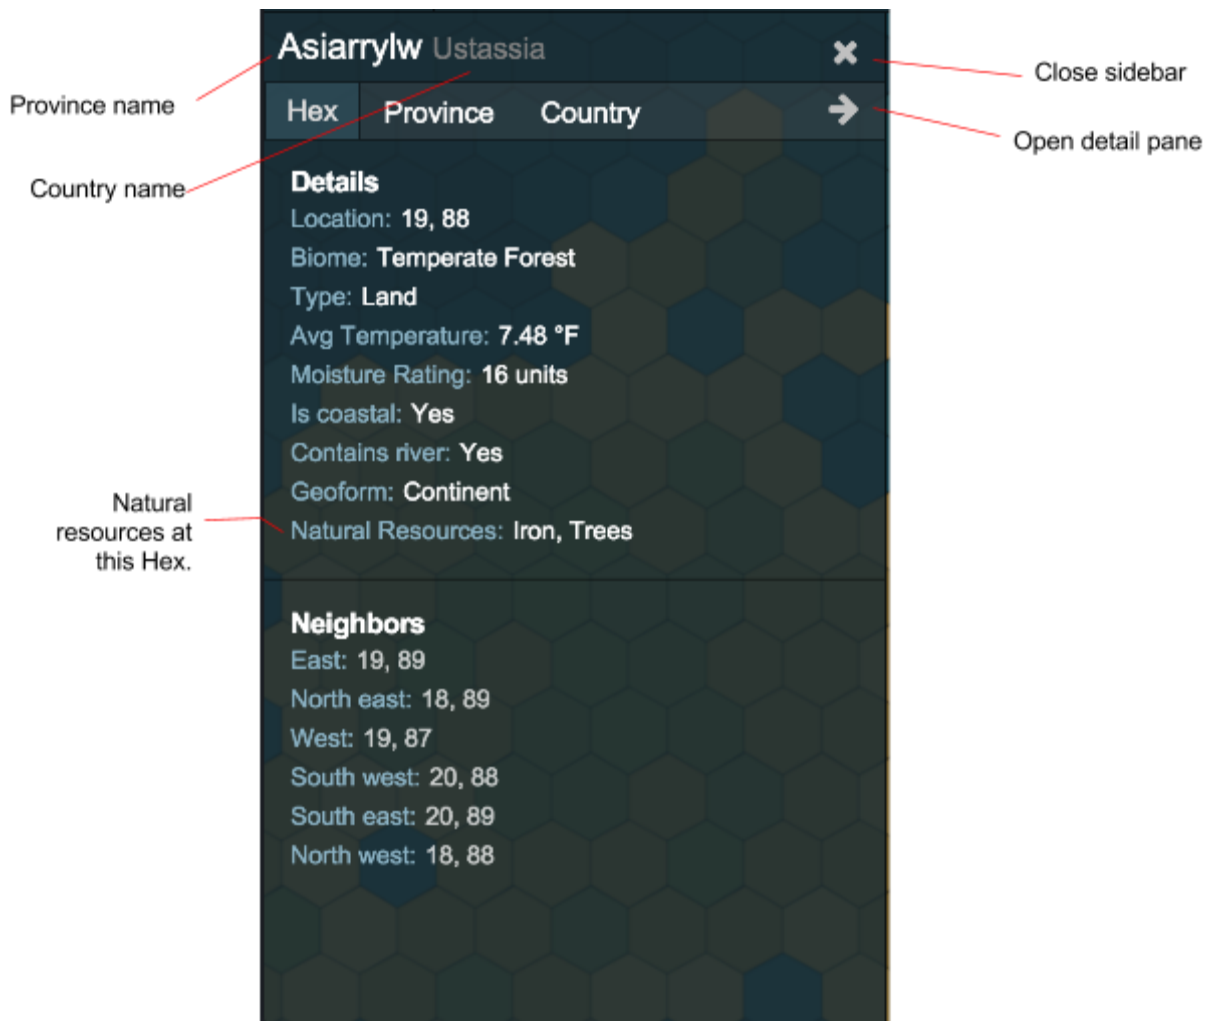 Asiarrylw Ustassia
Close sidebar
Province name
Hex Province Country
Open detail pane
Country name
Details
Location: 19, 88
Biome: Temperate Forest
Type: Land
Avg Temperature: 7.48 °F
Moisture Rating: 16 units
Is coastal: Yes
Contains river: Yes
Geoform: Continent
Natural
resources at
this Hex.
Natural Resources: Iron, Trees
Neighbors
East: 19, 89
North east: 18, 89
West: 19, 87
South west: 20, 88
South east: 20, 89
North west: 18, 88